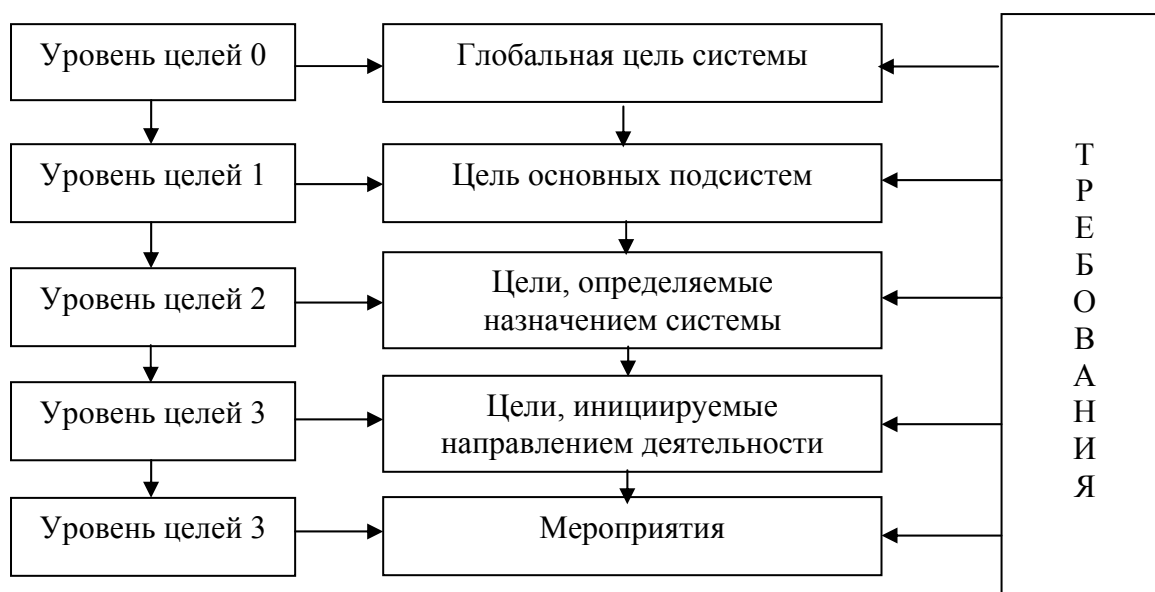 Уровень целей 0
Глобальная цель системы
Уровень целей 1
Цель основных подсистем
Уровень целей 2
Цели, определяемые
назначением системы
Уровень целей 3
Цели, инициируемые
направлением деятельности
Уровень целей 3
Мероприятия
Т
Р
Е
Б
О
В
А
Н
И
Я